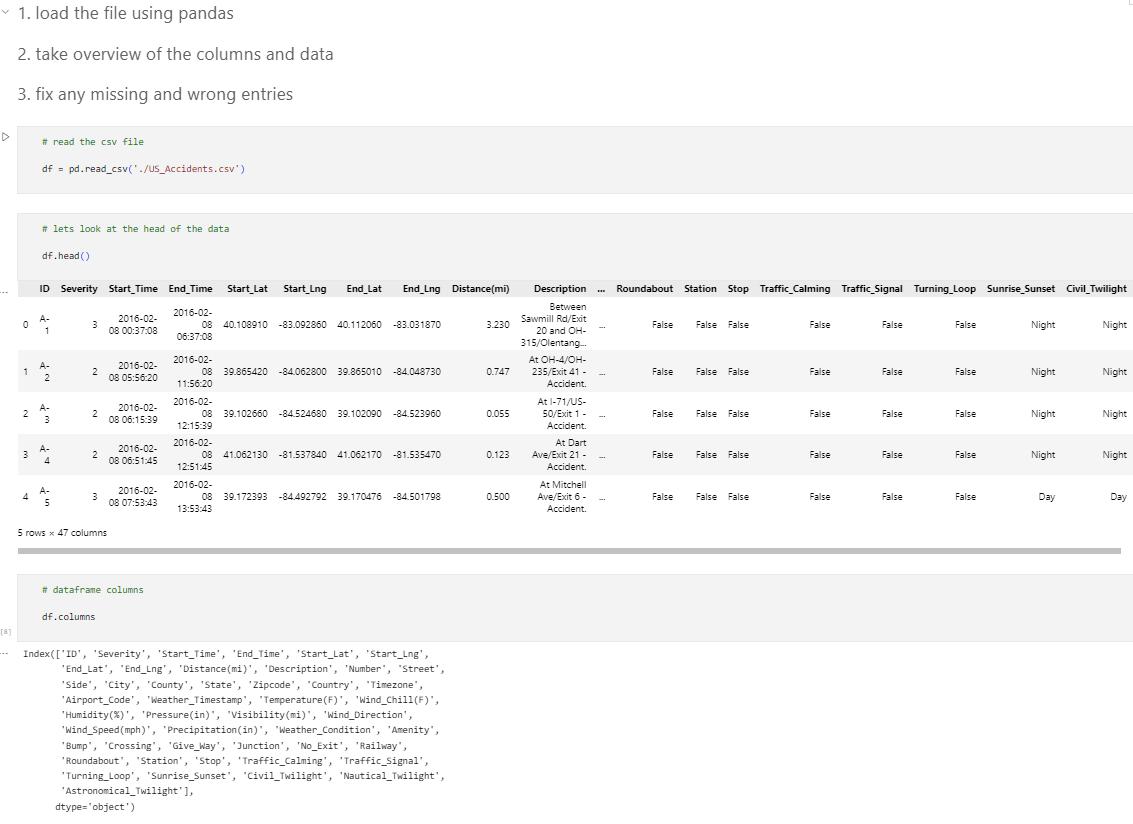 1. load the file using pandas
2. take overview of the columns and data
3. fix any missing and wrong entries
# read the csv file
df = pd.read_csv('./US_Accidents.csv')
# lets look at the head of the data
df.head()
... ID Severity Start_Time End_Time Start_Lat Start_Lng End_Lat End_Lng Distance(mi) Description ... Roundabout Station Stop Traffic_Calming Traffic_Signal Turning_Loop Sunrise_Sunset Civil_Twilight
0 A-1 3 2016-02-08 00:37:08 2016-02-08 06:37:08 40.108910 -83.092860 40.112060 -83.031870 3.230 Between Sawmill Rd/Exit 20 and OH-315/Olentang... ... False False False False False False Night Night
1 A-2 2 2016-02-08 05:56:20 2016-02-08 11:56:20 39.865420 -84.062800 39.865010 -84.048730 0.747 At OH-4/OH-235/Exit 41 - Accident. ... False False False False False False Night Night
2 A-3 2 2016-02-08 06:15:39 2016-02-08 12:15:39 39.102660 -84.524680 39.102090 -84.523960 0.055 At I-71/US-50/Exit 1 - Accident. ... False False False False False False Night Night
3 A-4 2 2016-02-08 06:51:45 2016-02-08 12:51:45 41.062130 -81.537840 41.062170 -81.535470 0.123 At Dart Ave/Exit 21 - Accident. ... False False False False False False Night Night
4 A-5 3 2016-02-08 07:53:43 2016-02-08 13:53:43 39.172393 -84.492792 39.170476 -84.501798 0.500 At Mitchell Ave/Exit 6 - Accident. ... False False False False False False Day Day
5 rows × 47 columns
# dataframe columns
df.columns
[8]
... Index(['ID', 'Severity', 'Start_Time', 'End_Time', 'Start_Lat', 'Start_Lng',
'End_Lat', 'End_Lng', 'Distance(mi)', 'Description', 'Number', 'Street',
'Side', 'City', 'County', 'State', 'Zipcode', 'Country', 'Timezone',
'Airport_Code', 'Weather_Timestamp', 'Temperature(F)', 'Wind_Chill(F)',
'Humidity(%)', 'Pressure(in)', 'Visibility(mi)', 'Wind_Direction',
'Wind_Speed(mph)', 'Precipitation(in)', 'Weather_Condition', 'Amenity',
'Bump', 'Crossing', 'Give_Way', 'Junction', 'No_Exit', 'Railway',
'Roundabout', 'Station', 'Stop', 'Traffic_Calming', 'Traffic_Signal',
'Turning_Loop', 'Sunrise_Sunset', 'Civil_Twilight', 'Nautical_Twilight',
'Astronomical_Twilight'],
dtype='object')